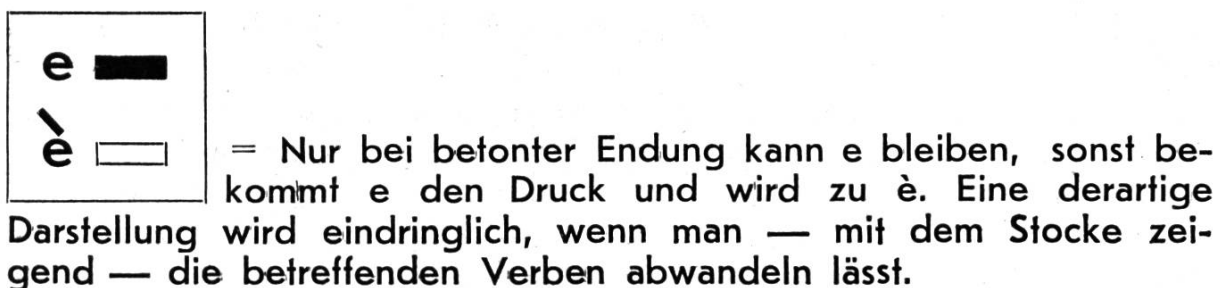 e
è
= Nur bei betonter Endung kann e bleiben, sonst be-
kommt e den Druck und wird zu è. Eine derartige
Darstellung wird eindringlich, wenn man — mit dem Stocke zei-
gend — die betreffenden Verben abwandeln lässt.